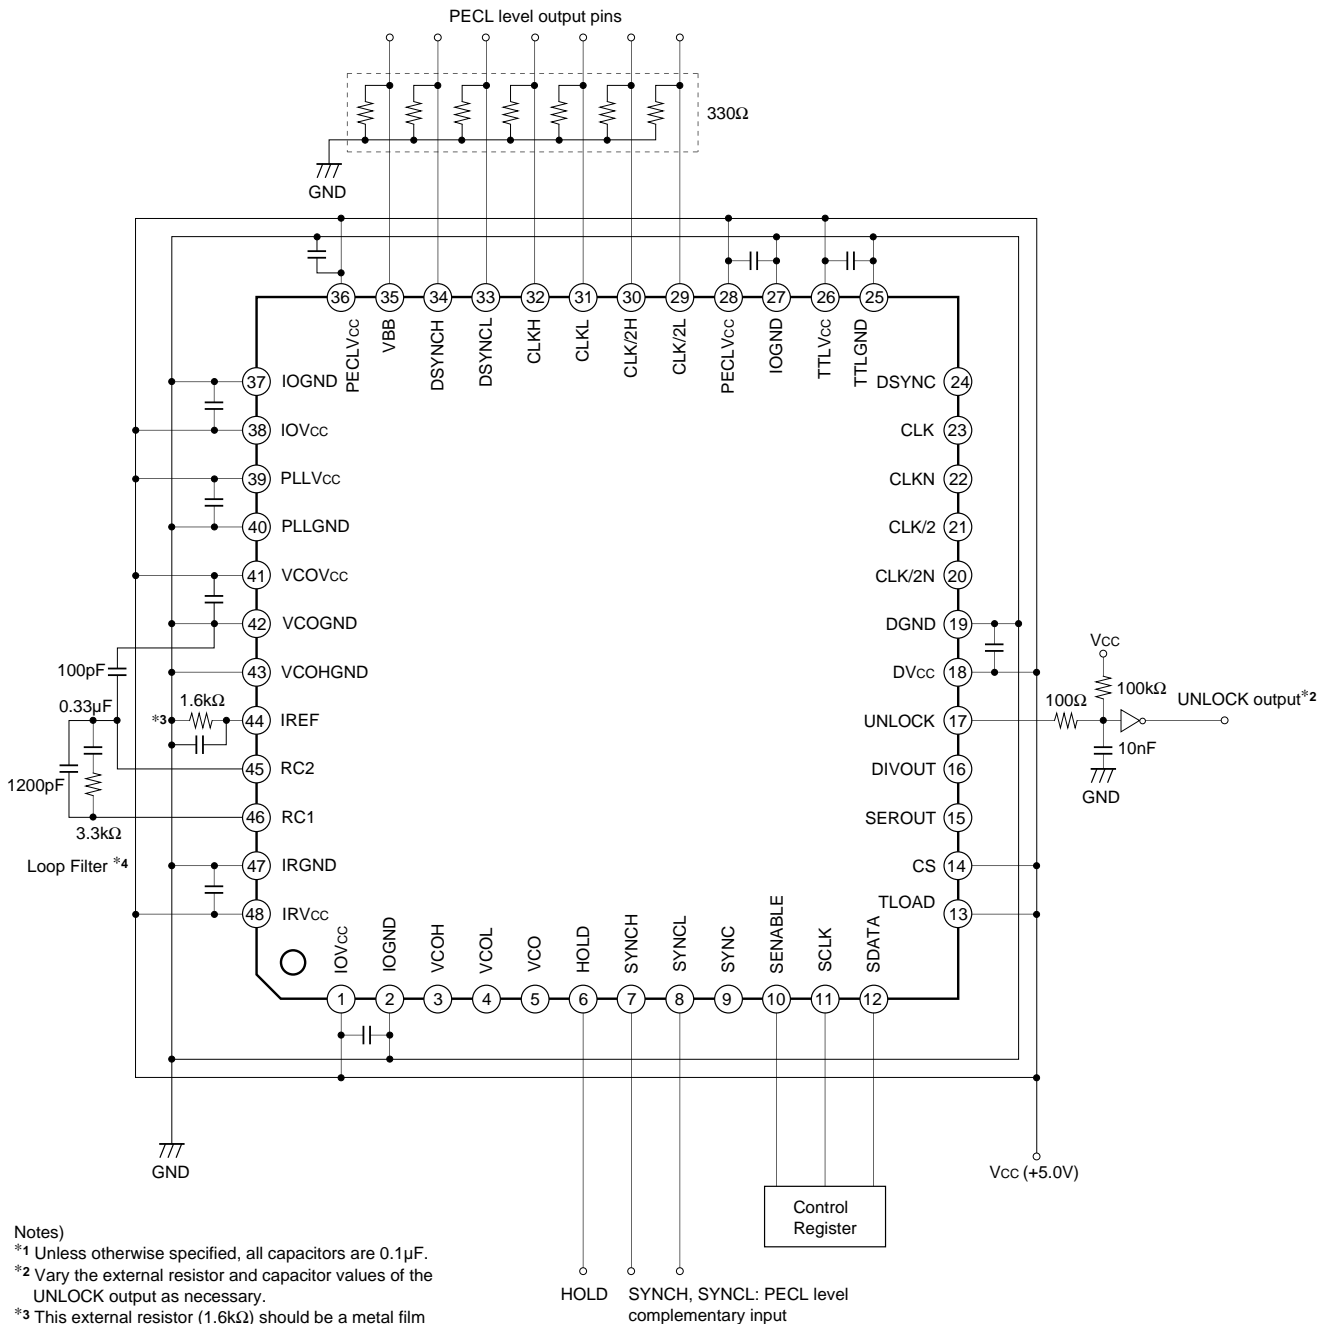 PECL level output pins
330Ω
GND
36 35 34 33 32 31 30 29 28 27 26 25
PECLVCC
VBB
DSYNCH
DSYNCL
CLKH
CLKL
CLK/2H
CLK/2L
PECLVCC
IOGND
TTLVCC
TTLGND
37 IOGND
38 IOVCC
39 PLLVCC
40 PLLGND
41 VCOVCC
42 VCOGND
43 VCOHGND
44 IREF
45 RC2
46 RC1
47 IRGND
48 IRVCC
100pF
0.33µF
*3 1.6kΩ
1200pF
3.3kΩ
Loop Filter *4
DSYNC 24
CLK 23
CLKN 22
CLK/2 21
CLK/2N 20
DGND 19
DVCC 18
UNLOCK 17
DIVOUT 16
SEROUT 15
CS 14
TLOAD 13
VCC
100kΩ
100Ω
UNLOCK output*2
10nF
GND
IOVCC
IOGND
VCOH
VCOL
VCO
HOLD
SYNCH
SYNCL
SYNC
SENABLE
SCLK
SDATA
1 2 3 4 5 6 7 8 9 10 11 12
GND
VCC (+5.0V)
Control
Register
HOLD
SYNCH, SYNCL: PECL level
complementary input
Notes)
*1 Unless otherwise specified, all capacitors are 0.1µF.
*2 Vary the external resistor and capacitor values of the
UNLOCK output as necessary.
*3 This external resistor (1.6kΩ) should be a metal film